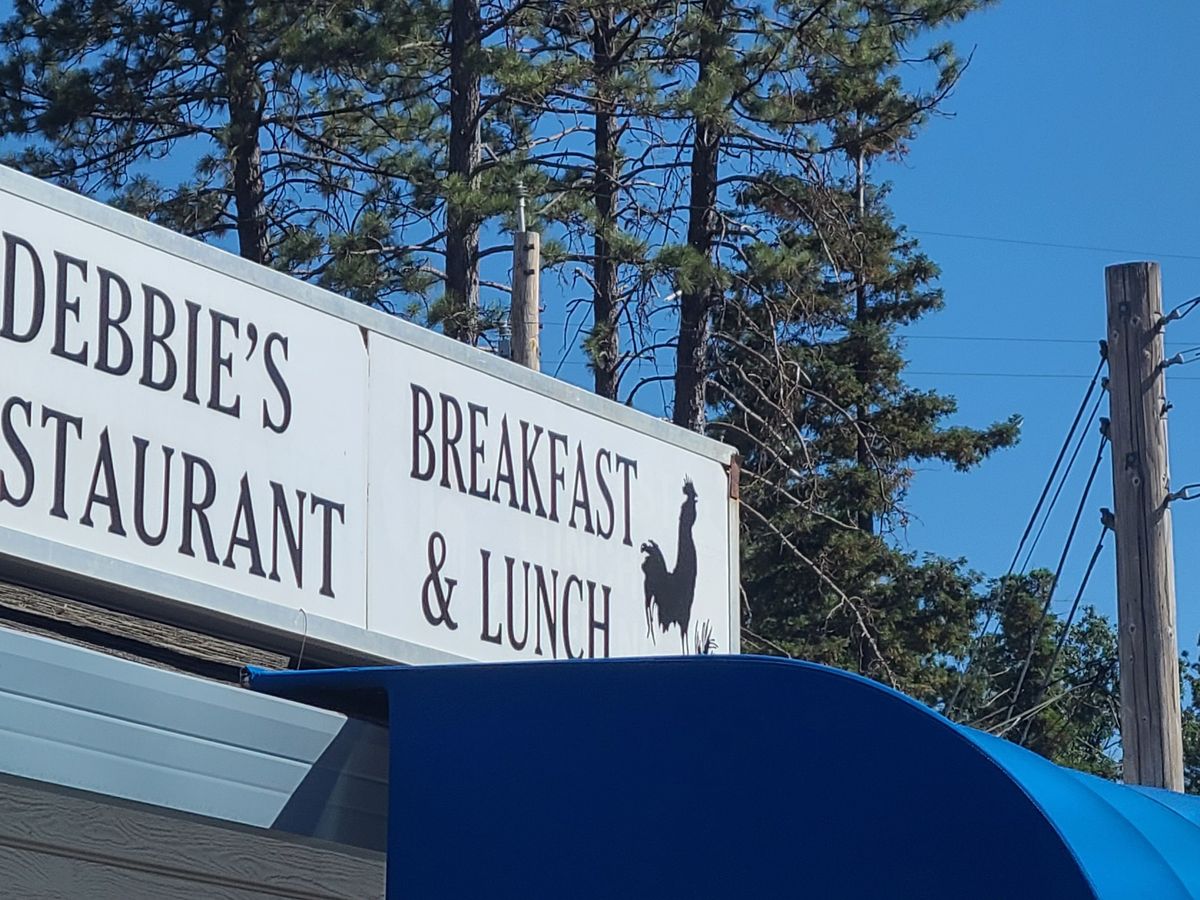 DEBBIE'S
STAURANT
BREAKFAST
& LUNCH